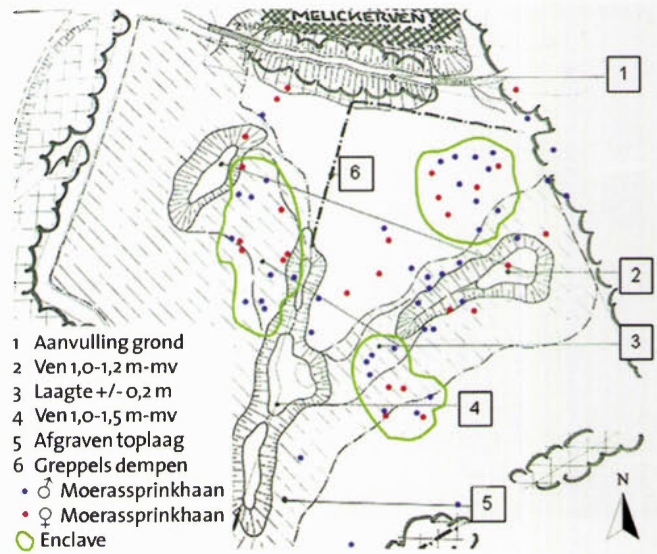 MELICKERVEN
1
6
2
3
4
5
N
1 Aanvulling grond
2 Ven 1,0-1,2 m-mv
3 Laagte +/- 0,2 m
4 Ven 1,0-1,5 m-mv
5 Afgraven toplaag
6 Greppels dempen
♂ Moerassprinkhaan
♀ Moerassprinkhaan
Enclave